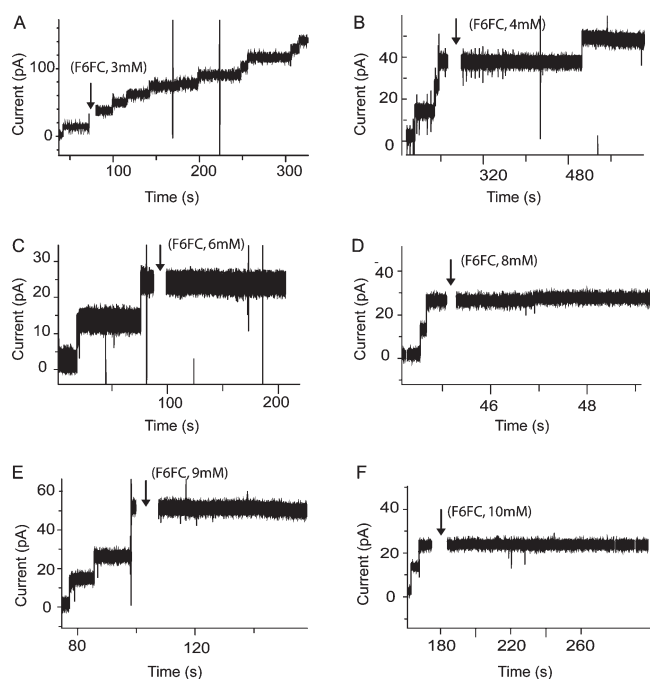 A
(F6FC, 3mM)
Current (pA)
100
0
100
200
300
Time (s)
B
(F6FC, 4mM)
Current (pA)
60
40
20
0
320
480
Time (s)
C
(F6FC, 6mM)
Current (pA)
30
20
10
0
100
200
Time (s)
D
(F6FC, 8mM)
Current (pA)
40
20
0
46
48
Time (s)
E
(F6FC, 9mM)
Current (pA)
60
40
20
0
80
120
Time (s)
F
(F6FC, 10mM)
Current (pA)
40
20
0
180
220
260
Time (s)